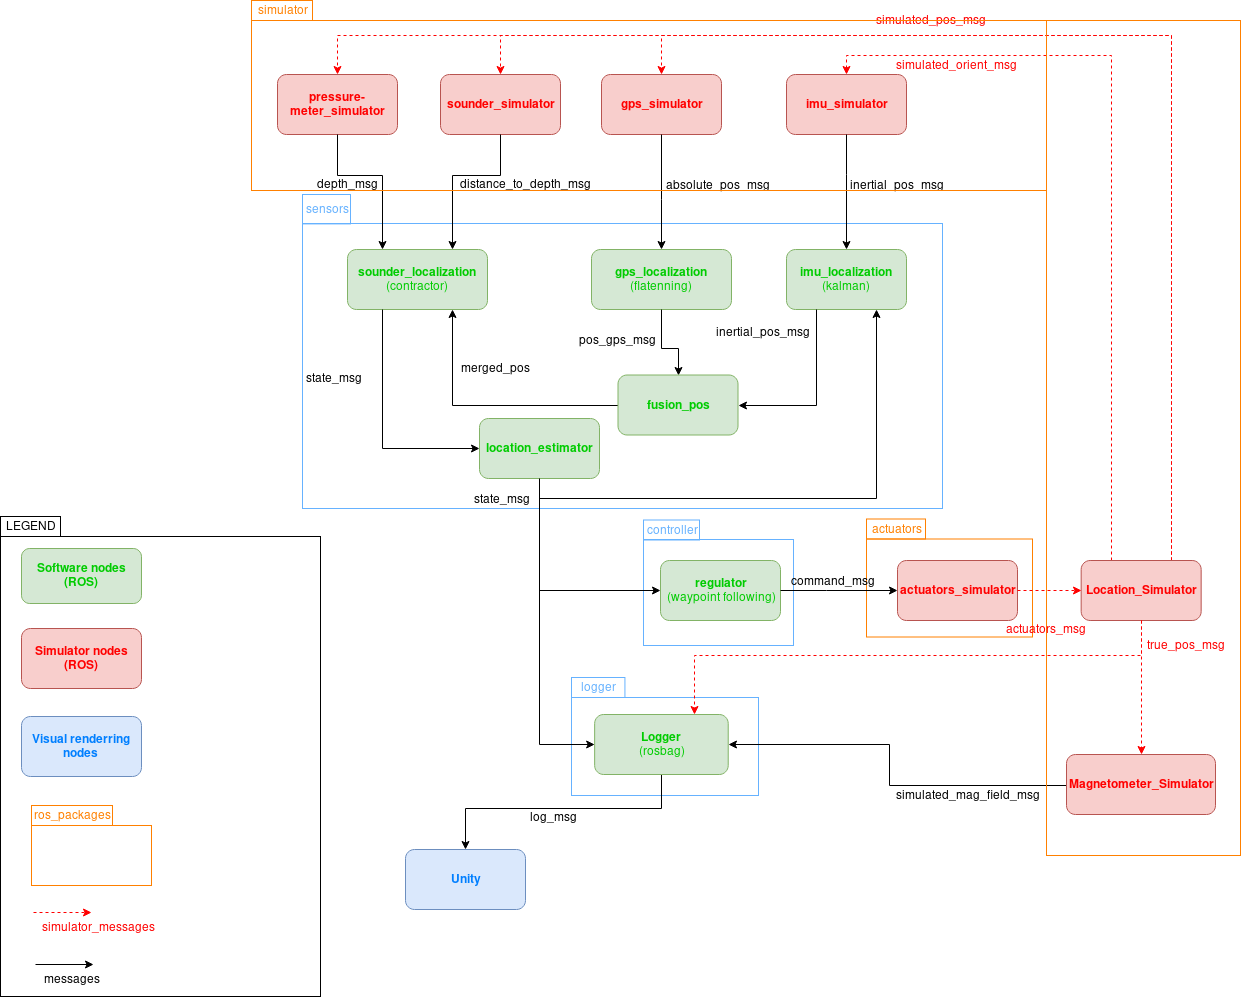 simulator
simulated_pos_msg
simulated_orient_msg
pressure-
meter_simulator
sounder_simulator
gps_simulator
imu_simulator
depth_msg
distance_to_depth_msg
absolute_pos_msg
inertial_pos_msg
sensors
sounder_localization
(contractor)
gps_localization
(flatenning)
imu_localization
(kalman)
pos_gps_msg
inertial_pos_msg
merged_pos
state_msg
fusion_pos
location_estimator
state_msg
controller
regulator
(waypoint following)
command_msg
actuators
actuators_simulator
actuators_msg
Location_Simulator
true_pos_msg
logger
Logger
(rosbag)
Magnetometer_Simulator
simulated_mag_field_msg
log_msg
Unity
LEGEND
Software nodes
(ROS)
Simulator nodes
(ROS)
Visual renderring
nodes
ros_packages
simulator_messages
messages